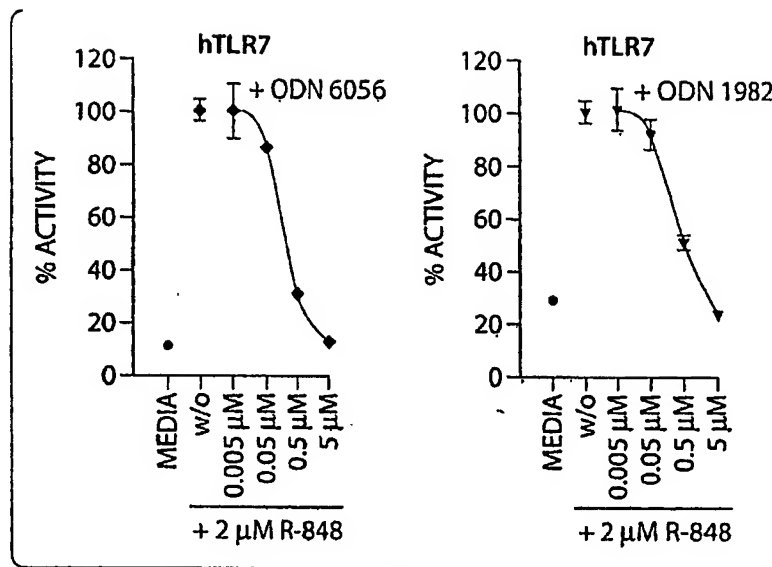 hTLR7
120
100
80
60
40
20
0
% ACTIVITY
+ ODN 6056
MEDIA
w/o
0.005 µM
0.05 µM
0.5 µM
5 µM
+ 2 µM R-848
hTLR7
120
100
80
60
40
20
0
% ACTIVITY
+ ODN 1982
MEDIA
w/o
0.005 µM
0.05 µM
0.5 µM
5 µM
+ 2 µM R-848